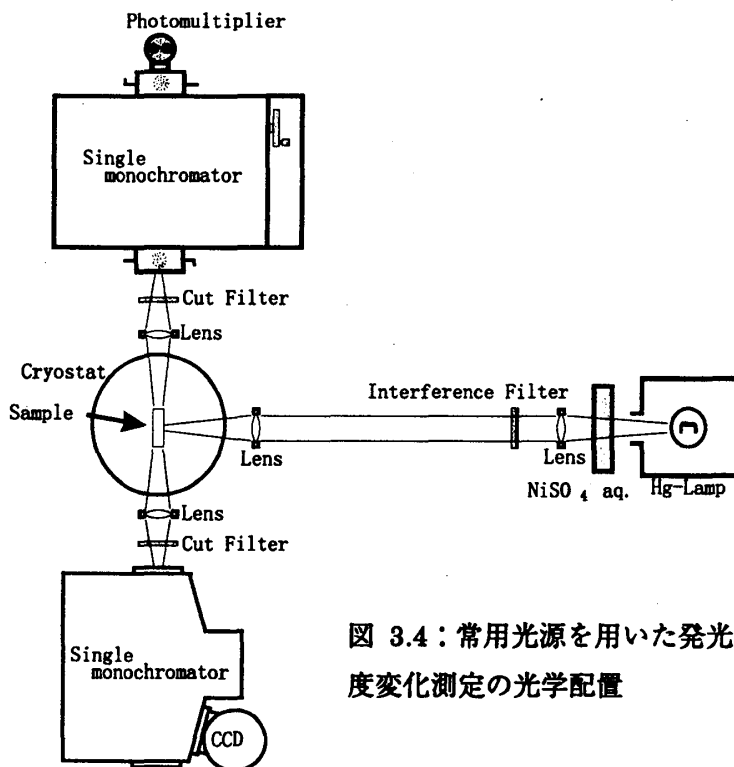 Photomultiplier
Single
monochromator
Cut Filter
Lens
Cryostat
Sample
Interference Filter
Lens
Lens
NiSO4 aq.
Hg-Lamp
Lens
Cut Filter
Single
monochromator
CCD
図 3.4：常用光源を用いた発光
度変化測定の光学配置